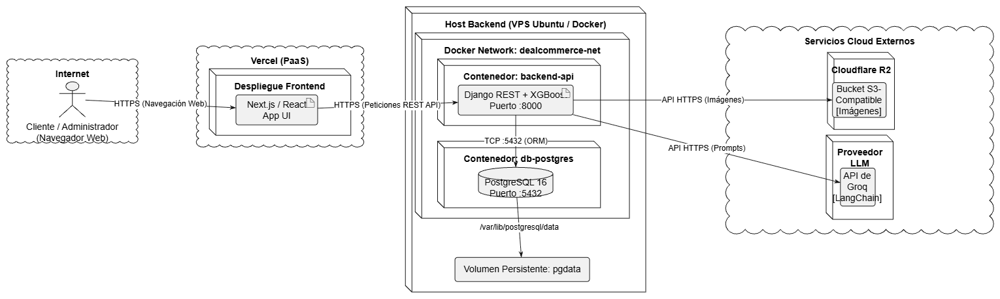 Internet
Cliente / Administrador
(Navegador Web)
HTTPS (Navegación Web)
Vercel (PaaS)
Despliegue Frontend
Next.js / React
App UI
HTTPS (Peticiones REST API)
Host Backend (VPS Ubuntu / Docker)
Docker Network: dealcommerce-net
Contenedor: backend-api
Django REST + XGBoost
Puerto :8000
TCP :5432 (ORM)
Contenedor: db-postgres
PostgreSQL 16
Puerto :5432
/var/lib/postgresql/data
Volumen Persistente: pgdata
API HTTPS (Imágenes)
API HTTPS (Prompts)
Servicios Cloud Externos
Cloudflare R2
Bucket S3-
Compatible
[Imágenes]
Proveedor
LLM
API de
Groq
[LangChain]